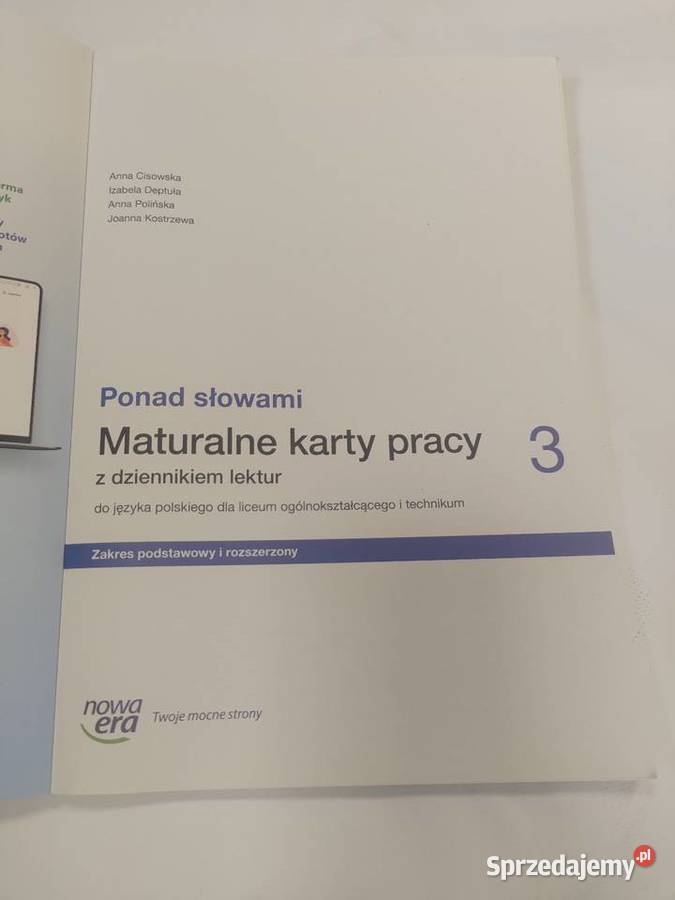 Anna Cisowska
Izabela Deptuła
Anna Polińska
Joanna Kostrzewa
Ponad słowami
Maturalne karty pracy 3
z dziennikiem lektur
do języka polskiego dla liceum ogólnokształcącego i technikum
Zakres podstawowy i rozszerzony
nowa
era
Twoje mocne strony
Sprzedajemy.pl